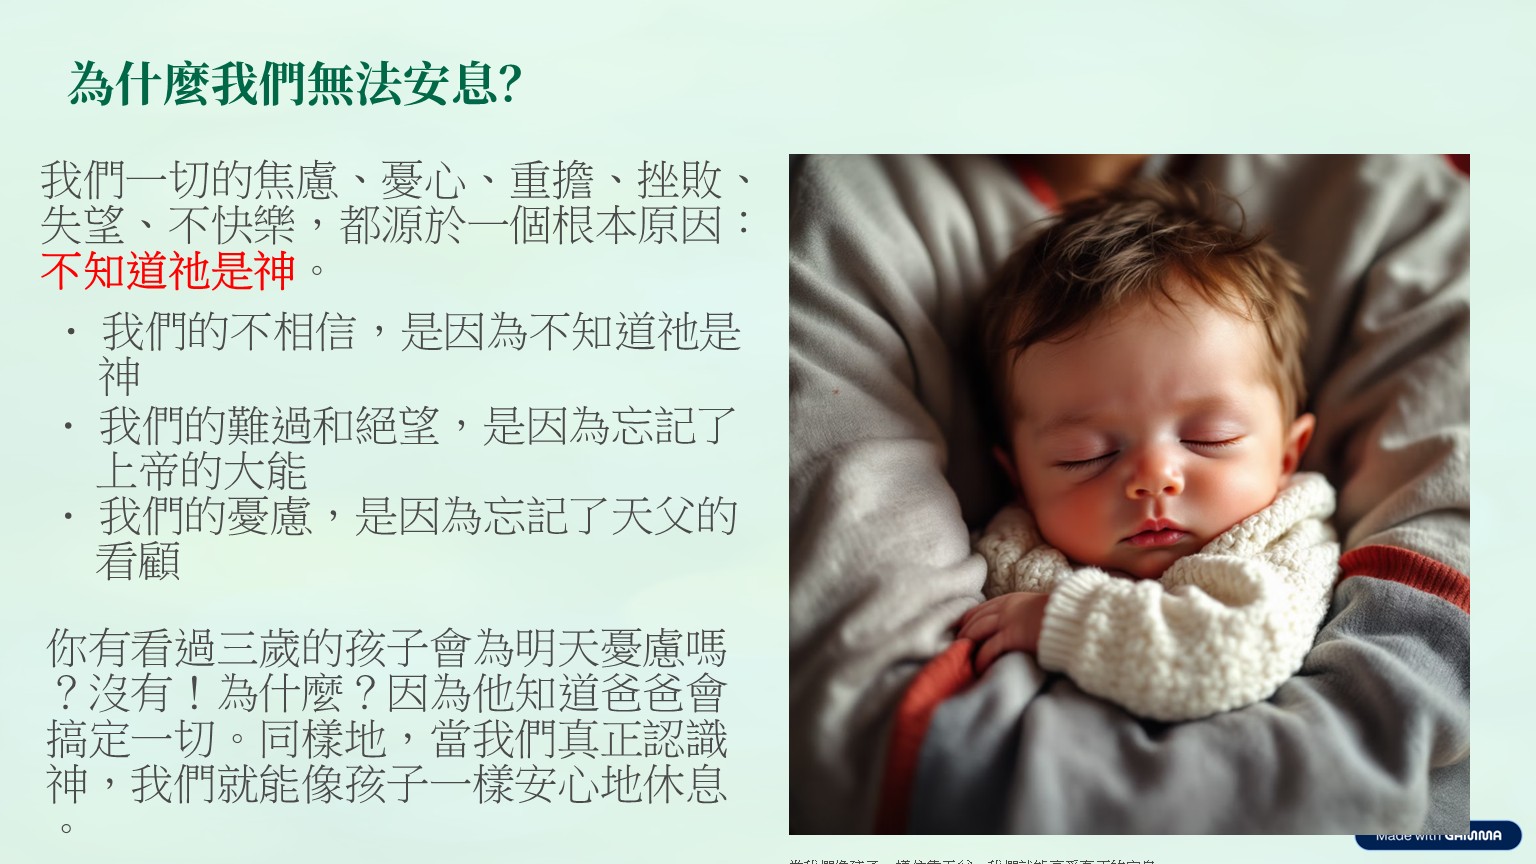 為什麼我們無法安息?
我們一切的焦慮、憂心、重擔、挫敗、
失望、不快樂，都源於一個根本原因：
不知道祂是神。
• 我們的不相信，是因為不知道祂是
神
• 我們的難過和絕望，是因為忘記了
上帝的大能
• 我們的憂慮，是因為忘記了天父的
看顧
你有看過三歲的孩子會為明天憂慮嗎
？沒有！為什麼？因為他知道爸爸會
搞定一切。同樣地，當我們真正認識
神，我們就能像孩子一樣安心地休息
。
Made with GAMMA